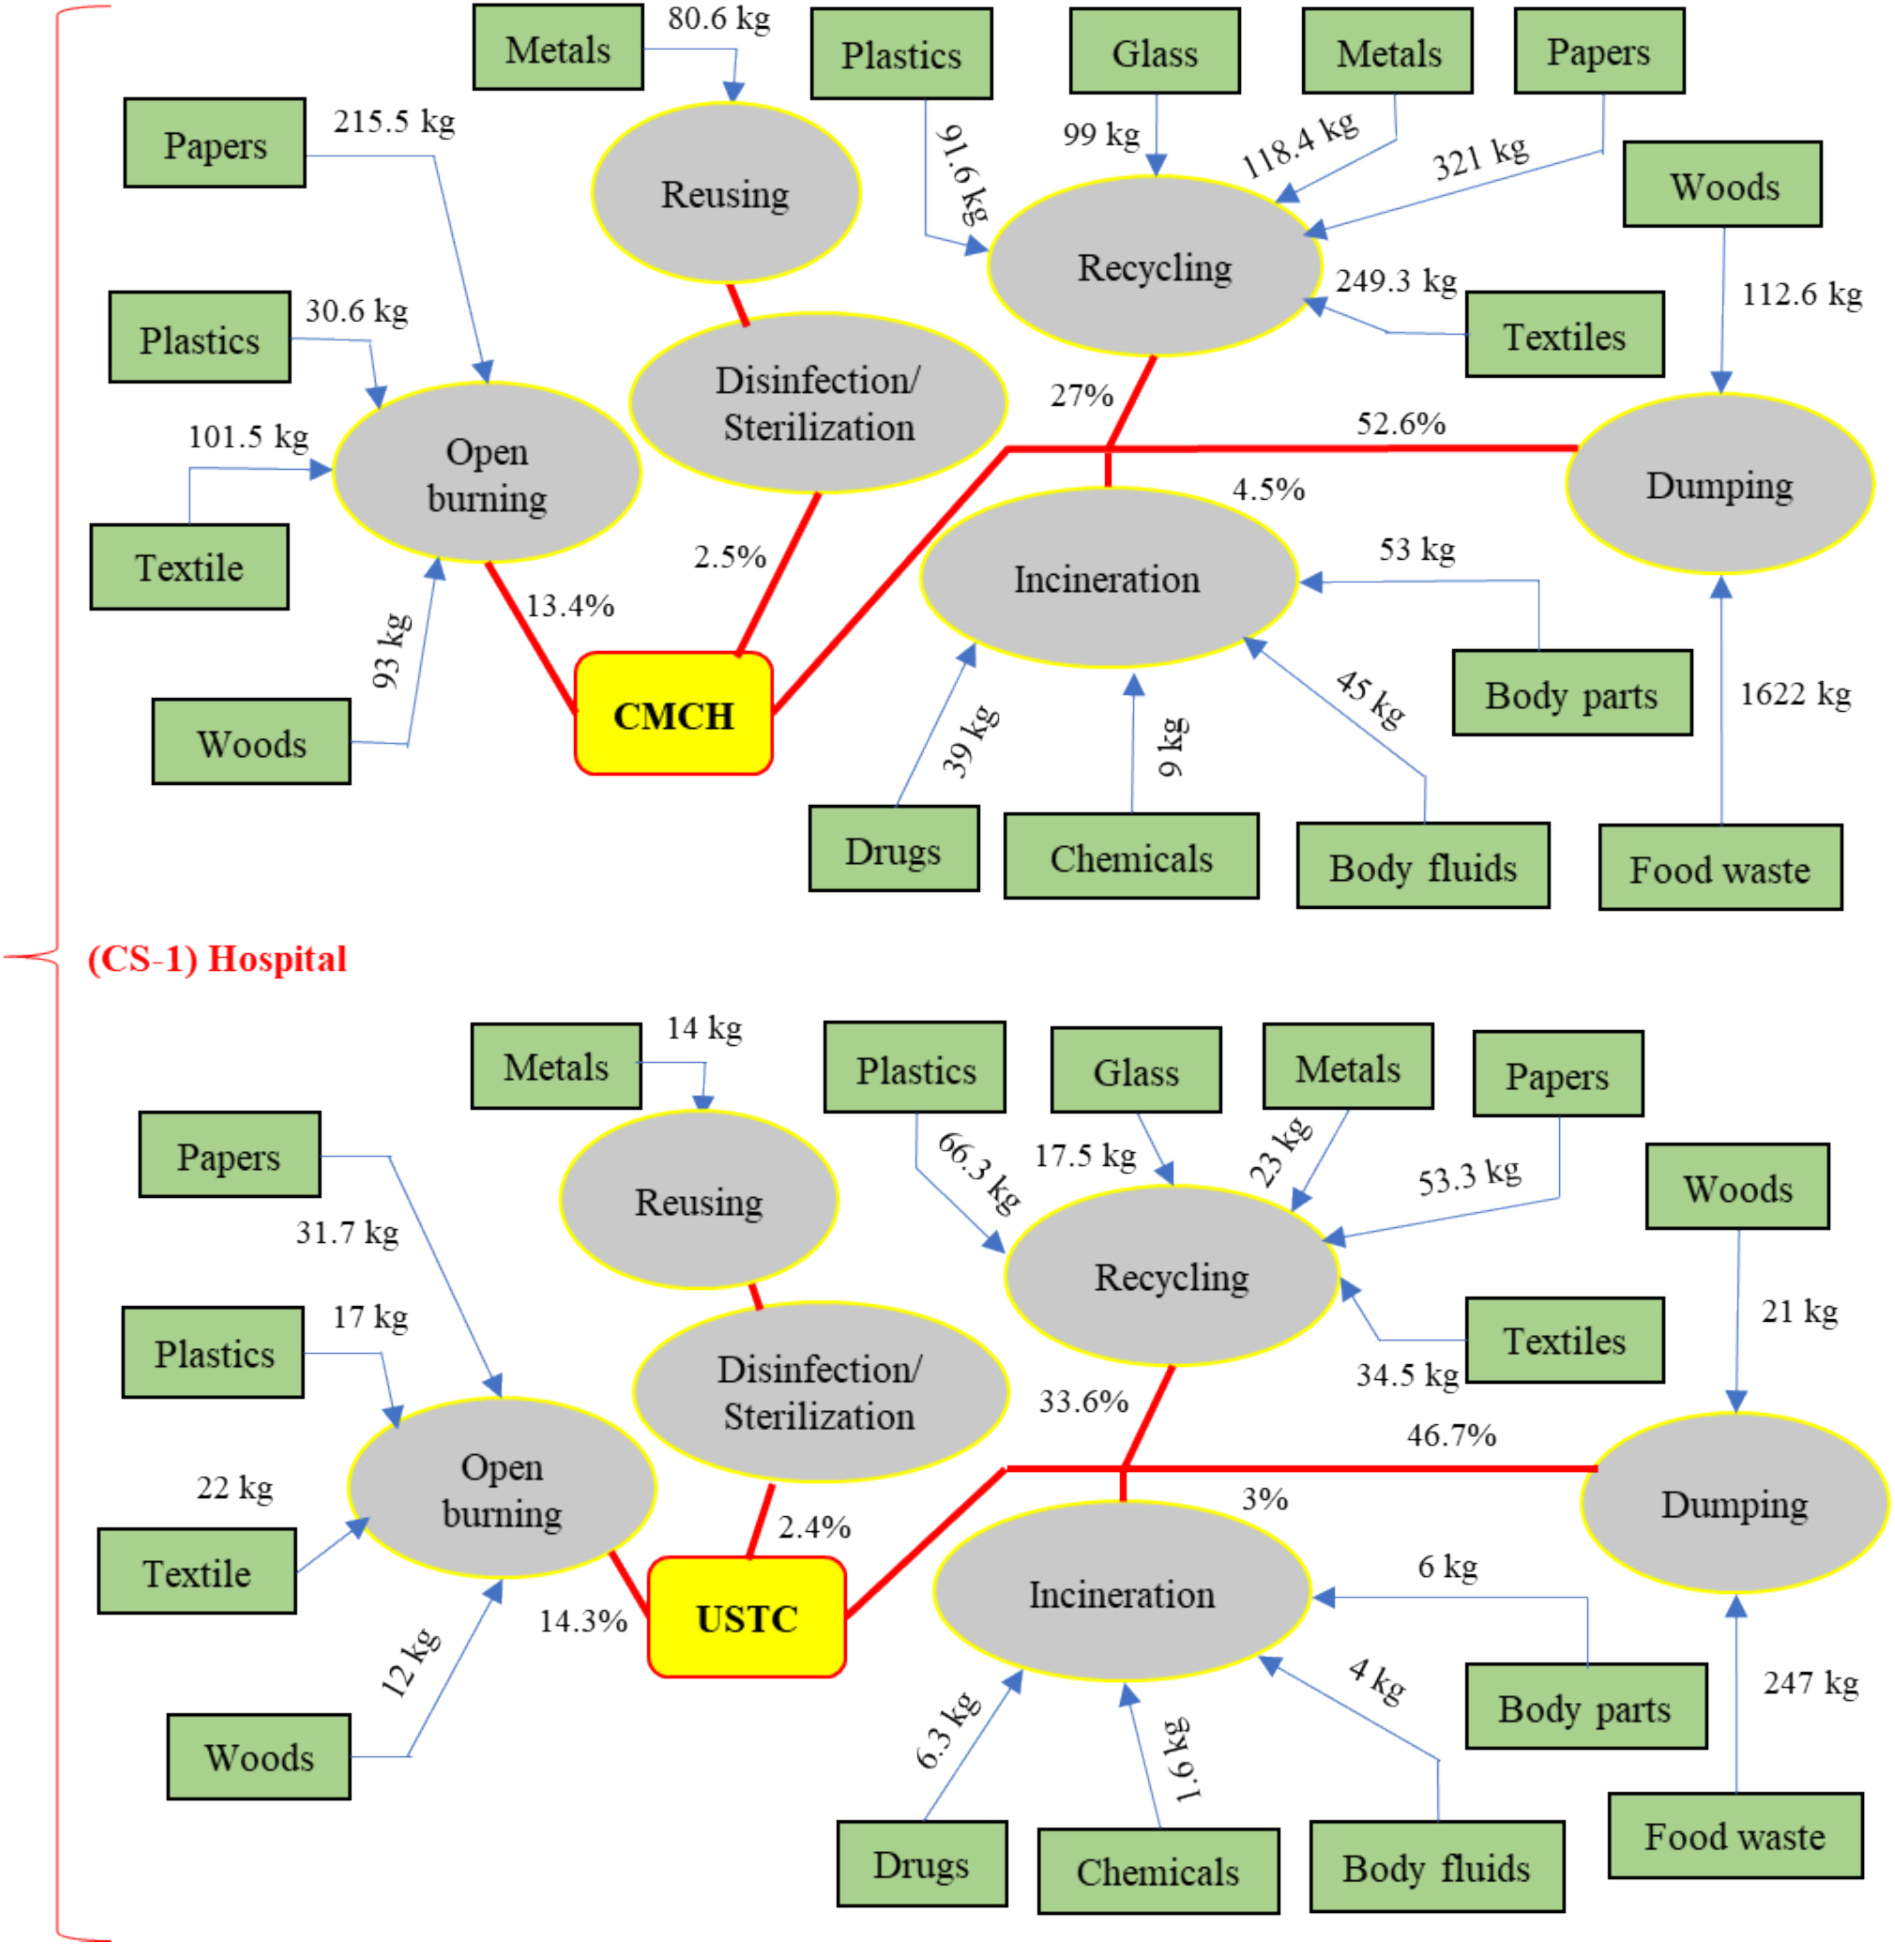 Metals
80.6 kg
Plastics
Glass
Metals
Papers
Papers
215.5 kg
Reusing
91.6 kg
99 kg
118.4 kg
321 kg
Woods
Recycling
249.3 kg
Textiles
112.6 kg
Plastics
30.6 kg
Disinfection/
Sterilization
27%
52.6%
101.5 kg
Open
burning
4.5%
Dumping
Textile
2.5%
Incineration
53 kg
13.4%
93 kg
Woods
CMCH
39 kg
9 kg
45 kg
Body parts
1622 kg
Drugs
Chemicals
Body fluids
Food waste
(CS-1) Hospital
Metals
14 kg
Plastics
Glass
Metals
Papers
Papers
31.7 kg
Reusing
66.3 kg
17.5 kg
23 kg
53.3 kg
Woods
Recycling
21 kg
Textiles
34.5 kg
Plastics
17 kg
Disinfection/
Sterilization
33.6%
46.7%
22 kg
Open
burning
3%
Dumping
Textile
2.4%
Incineration
6 kg
14.3%
USTC
12 kg
Woods
6.3 kg
1.6 kg
4 kg
Body parts
247 kg
Drugs
Chemicals
Body fluids
Food waste